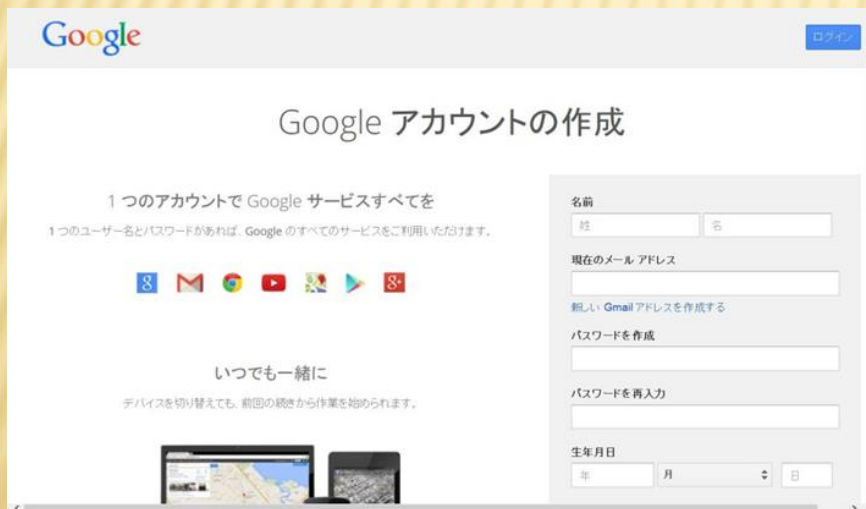 Google
ログイン
Google アカウントの作成
1 つのアカウントで Google サービスすべてを
1 つのユーザー名とパスワードがあれば、Google のすべてのサービスをご利用いただけます。
8 8+
いつでも一緒に
デバイスを切り替えても、前回の続きから作業を始められます。
名前
姓 名
現在のメール アドレス
新しい Gmail アドレスを作成する
パスワードを作成
パスワードを再入力
生年月日
年 月 日